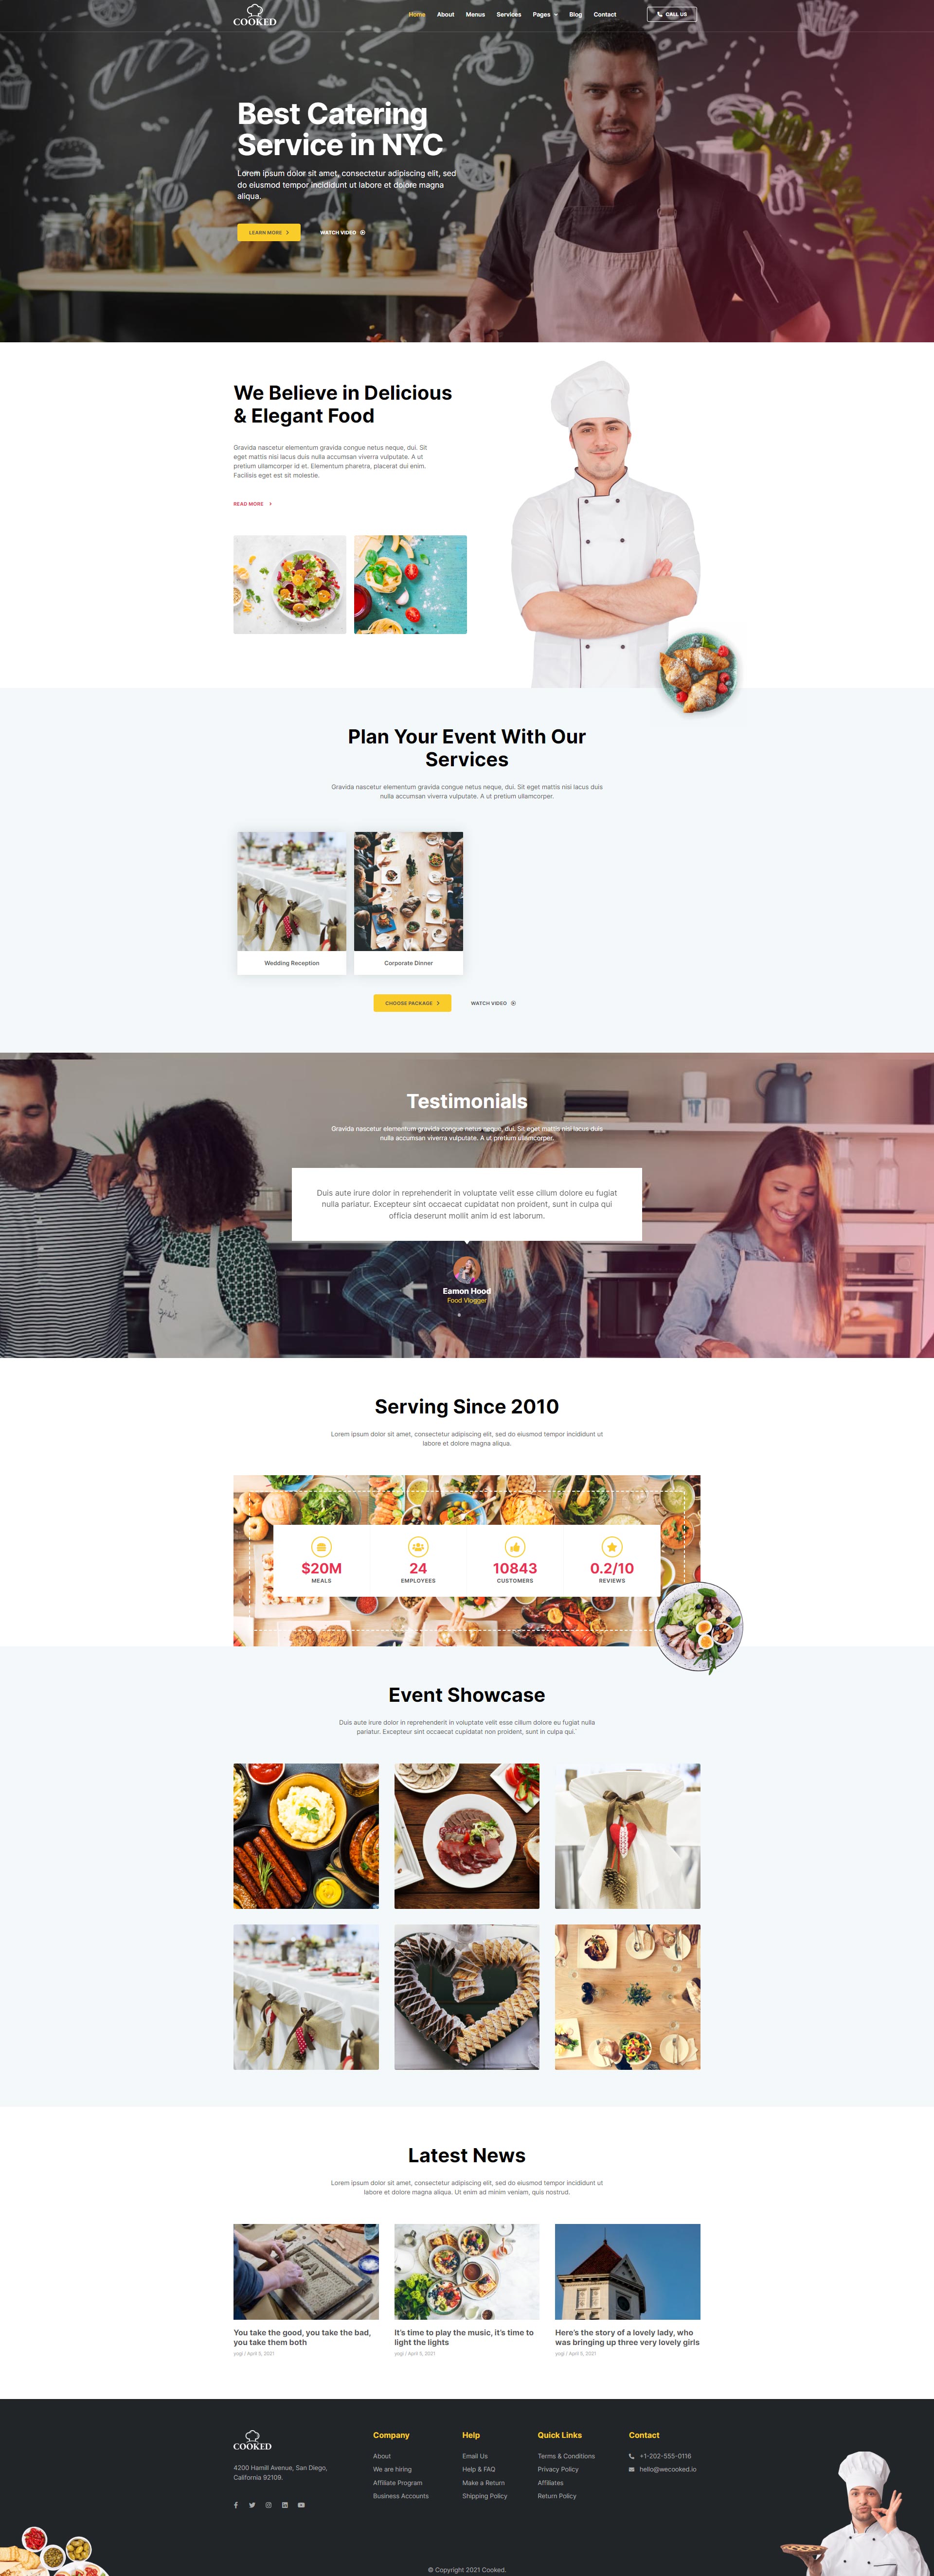 COOKED
Home About Menus Services Pages Blog Contact
CALL US
Best Catering
Service in NYC
Lorem ipsum dolor sit amet, consectetur adipiscing elit, sed
do eiusmod tempor incididunt ut labore et dolore magna
aliqua.
LEARN MORE
WATCH VIDEO
We Believe in Delicious
& Elegant Food
Gravida nascetur elementum gravida congue netus neque, dui. Sit
eget mattis nisi lacus duis nulla accumsan viverra vulputate. A ut
pretium ullamcorper id et. Elementum pharetra, placerat dui enim.
Facilisis eget est sit molestie.
READ MORE
Plan Your Event With Our
Services
Gravida nascetur elementum gravida congue netus neque, dui. Sit eget mattis nisi lacus duis
nulla accumsan viverra vulputate. A ut pretium ullamcorper.
Wedding Reception
Corporate Dinner
CHOOSE PACKAGE
WATCH VIDEO
Testimonials
Gravida nascetur elementum gravida congue netus neque, dui. Sit eget mattis nisi lacus duis
nulla accumsan viverra vulputate. A ut pretium ullamcorper.
Duis aute irure dolor in reprehenderit in voluptate velit esse cillum dolore eu fugiat
nulla pariatur. Excepteur sint occaecat cupidatat non proident, sunt in culpa qui
officia deserunt mollit anim id est laborum.
Eamon Hood
Food Vlogger
Serving Since 2010
Lorem ipsum dolor sit amet, consectetur adipiscing elit, sed do eiusmod tempor incididunt ut
labore et dolore magna aliqua.
$20M
MEALS
24
EMPLOYEES
10843
CUSTOMERS
0.2/10
REVIEWS
Event Showcase
Duis aute irure dolor in reprehenderit in voluptate velit esse cillum dolore eu fugiat nulla
pariatur. Excepteur sint occaecat cupidatat non proident, sunt in culpa qui.`
Latest News
Lorem ipsum dolor sit amet, consectetur adipiscing elit, sed do eiusmod tempor incididunt ut
labore et dolore magna aliqua. Ut enim ad minim veniam, quis nostrud.
You take the good, you take the bad,
you take them both
yogi / April 5, 2021
It's time to play the music, it's time to
light the lights
yogi / April 5, 2021
Here's the story of a lovely lady, who
was bringing up three very lovely girls
yogi / April 5, 2021
COOKED
4200 Hamill Avenue, San Diego,
California 92109.
Company
About
We are hiring
Affiliate Program
Business Accounts
Help
Email Us
Help & FAQ
Make a Return
Shipping Policy
Quick Links
Terms & Conditions
Privacy Policy
Affiliates
Return Policy
Contact
+1-202-555-0116
hello@wecooked.io
© Copyright 2021 Cooked.